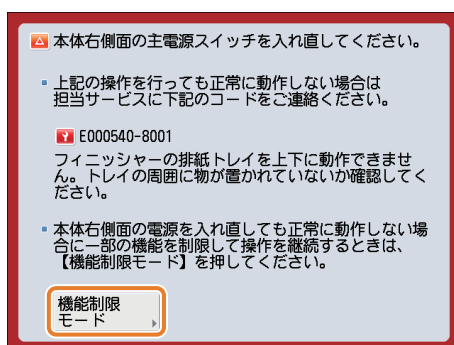 本体右側面の主電源スイッチを入れ直してください。
上記の操作を行っても正常に動作しない場合は
担当サービスに下記のコードをご連絡ください。
E000540-8001
フィニッシャーの排紙トレイを上下に動作できませ
ん。トレイの周囲に物が置かれていないか確認してく
ださい。
本体右側面の電源を入れ直しても正常に動作しない場
合に一部の機能を制限して操作を継続するときは、
【機能制限モード】を押してください。
機能制限
モード